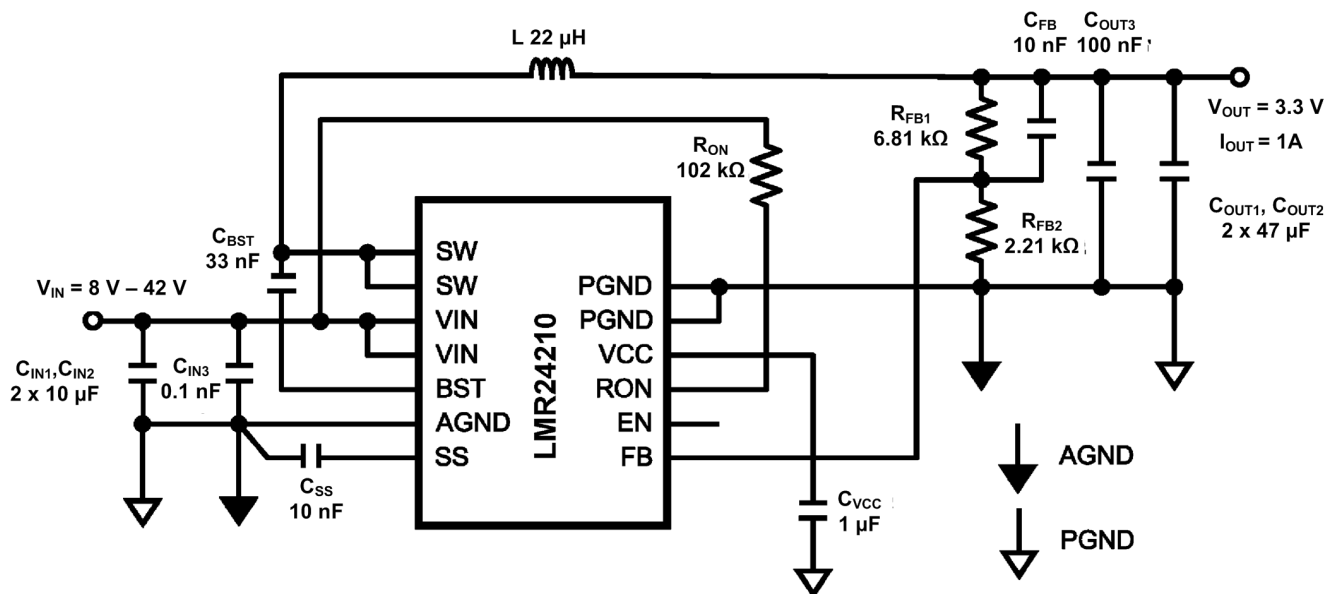 L 22 µH
CFB
10 nF
COUT3
100 nF
VOUT = 3.3 V
IOUT = 1A
RFB1
6.81 kΩ
RON
102 kΩ
COUT1, COUT2
2 x 47 µF
RFB2
2.21 kΩ
CBST
33 nF
VIN = 8 V – 42 V
CIN1,CIN2
2 x 10 µF
CIN3
0.1 nF
CSS
10 nF
SW
SW
VIN
VIN
BST
AGND
SS
LMR24210
PGND
PGND
VCC
RON
EN
FB
CVCC
1 µF
AGND
PGND